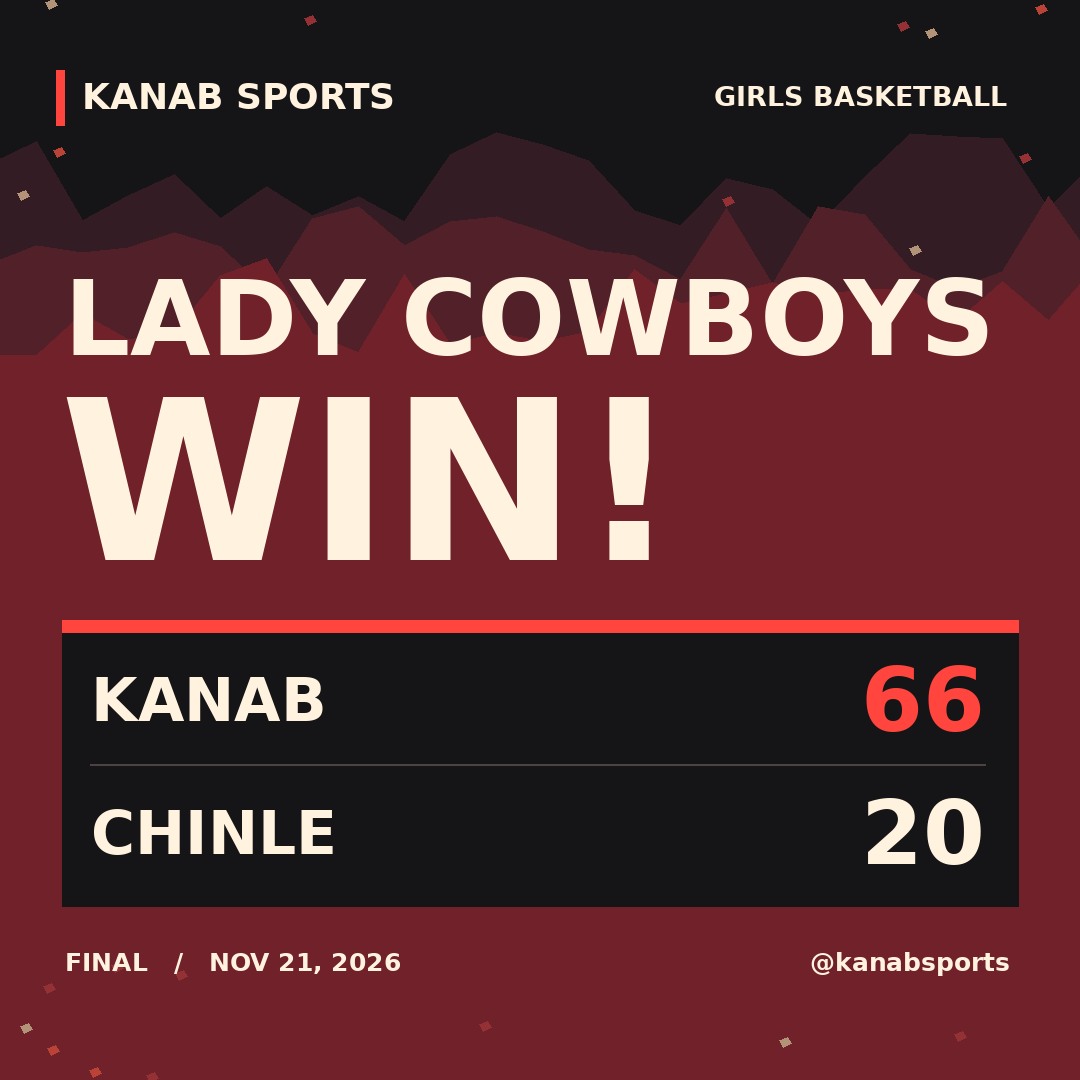 KANAB SPORTS
GIRLS BASKETBALL
LADY COWBOYS
WIN!
KANAB 66
CHINLE 20
FINAL / NOV 21, 2026
@kanabsports